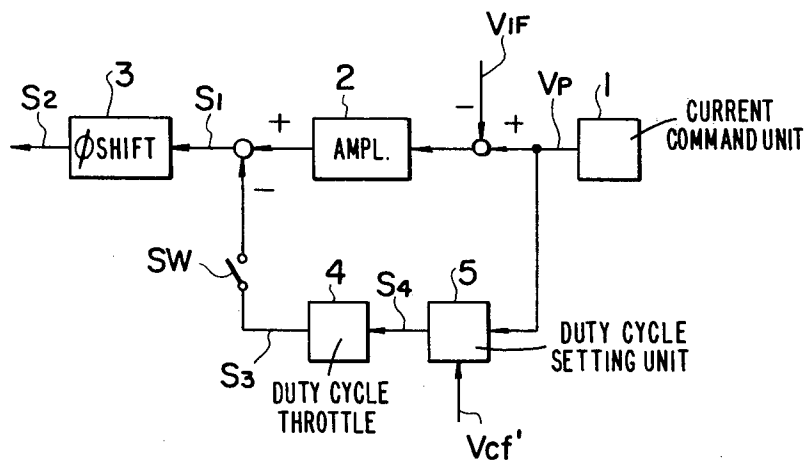 VIF
3
S2
S1
+
2
−
+
VP
1
CURRENT
COMMAND UNIT
ϕ SHIFT
AMPL.
−
SW
4
S4
5
DUTY CYCLE
SETTING UNIT
S3
DUTY CYCLE
THROTTLE
Vcf'